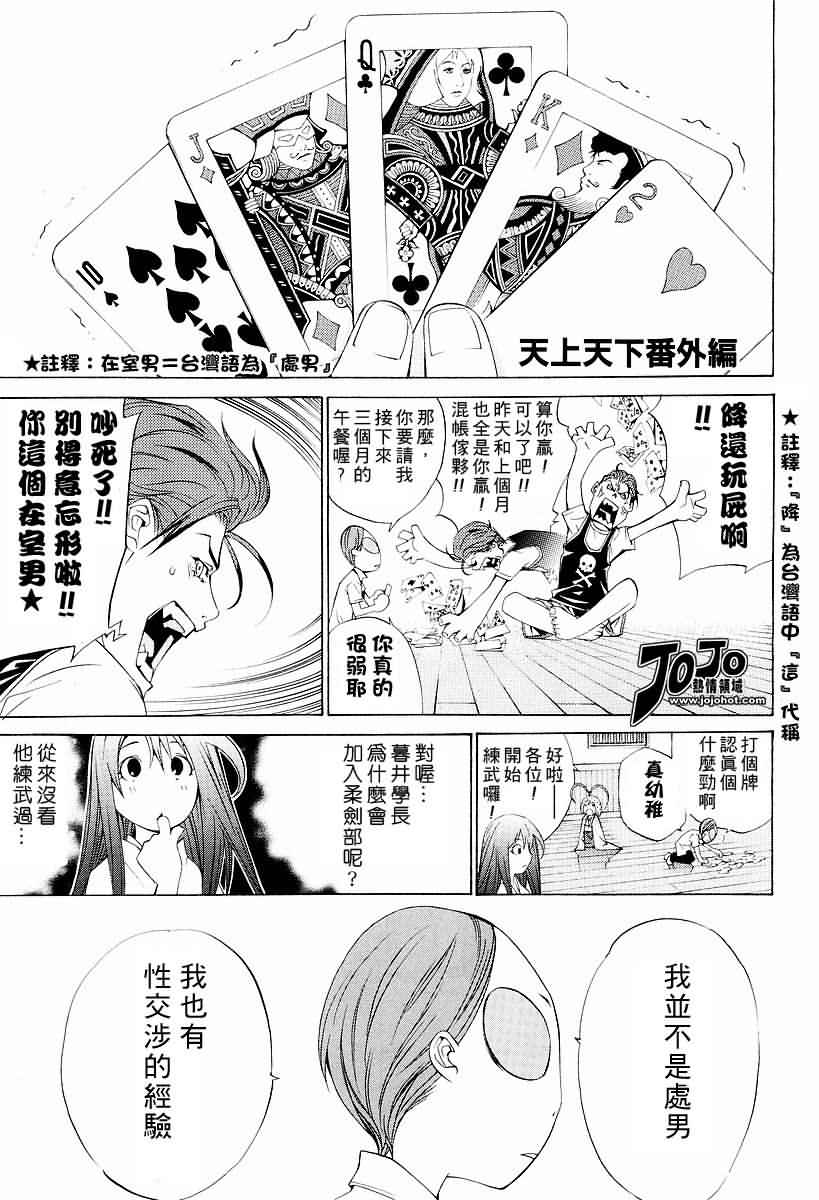 10
J
Q
K
2
天上天下番外編
★註釋：在室男＝台灣語為『處男』
★註釋：『降』為台灣語中『這』代稱
降還玩屁啊
!!
算你贏！
可以了吧!!
昨天和上個月
也全是你贏！
混帳傢夥!!
那麼，
你要請我
接下來
三個月的
午餐喔？
你真的
很弱耶
JOJO
熱情領域
www.jojohot.com
吵死了!!
別得意忘形啦!!
你這個在室男★
打個牌
認真個
什麼勁啊
真幼稚
好啦—
各位！
開始
練武囉！
對喔…
暮井學長
為什麼會
加入柔劍部呢？
從來沒看
他練武過…
我並不是處男
我也有
性交涉的經驗